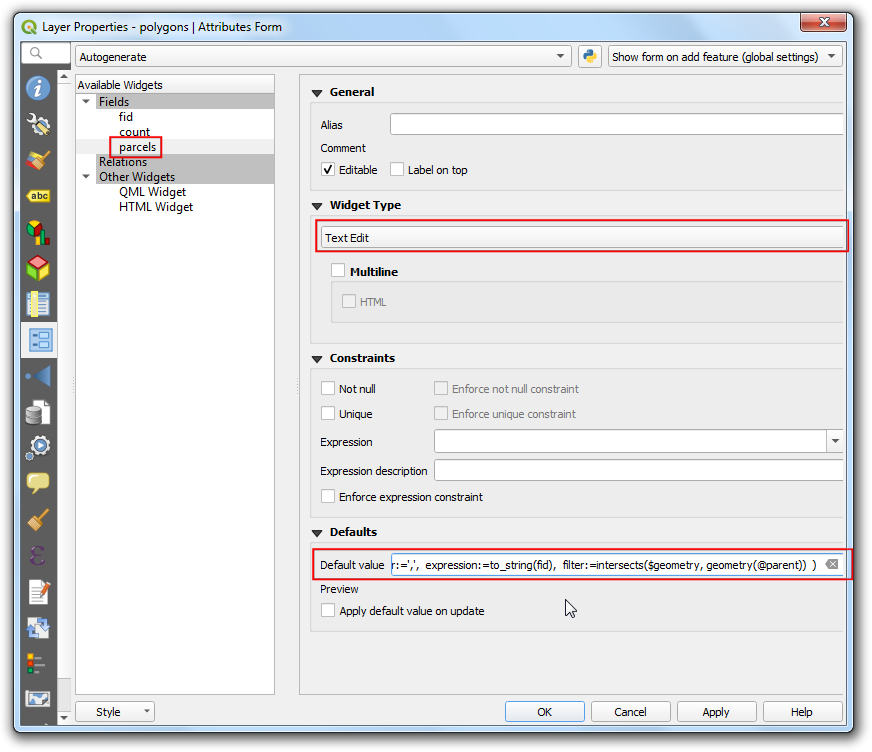 Layer Properties - polygons | Attributes Form
Autogenerate
Show form on add feature (global settings)
Available Widgets
Fields
fid
count
parcels
Relations
Other Widgets
QML Widget
HTML Widget
General
Alias
Comment
Editable
Label on top
Widget Type
Text Edit
Multiline
HTML
Constraints
Not null
Enforce not null constraint
Unique
Enforce unique constraint
Expression
Expression description
Enforce expression constraint
Defaults
Default value r:=',', expression:=to_string(fid), filter:=intersects($geometry, geometry(@parent)) )
Preview
Apply default value on update
Style
OK
Cancel
Apply
Help
abc